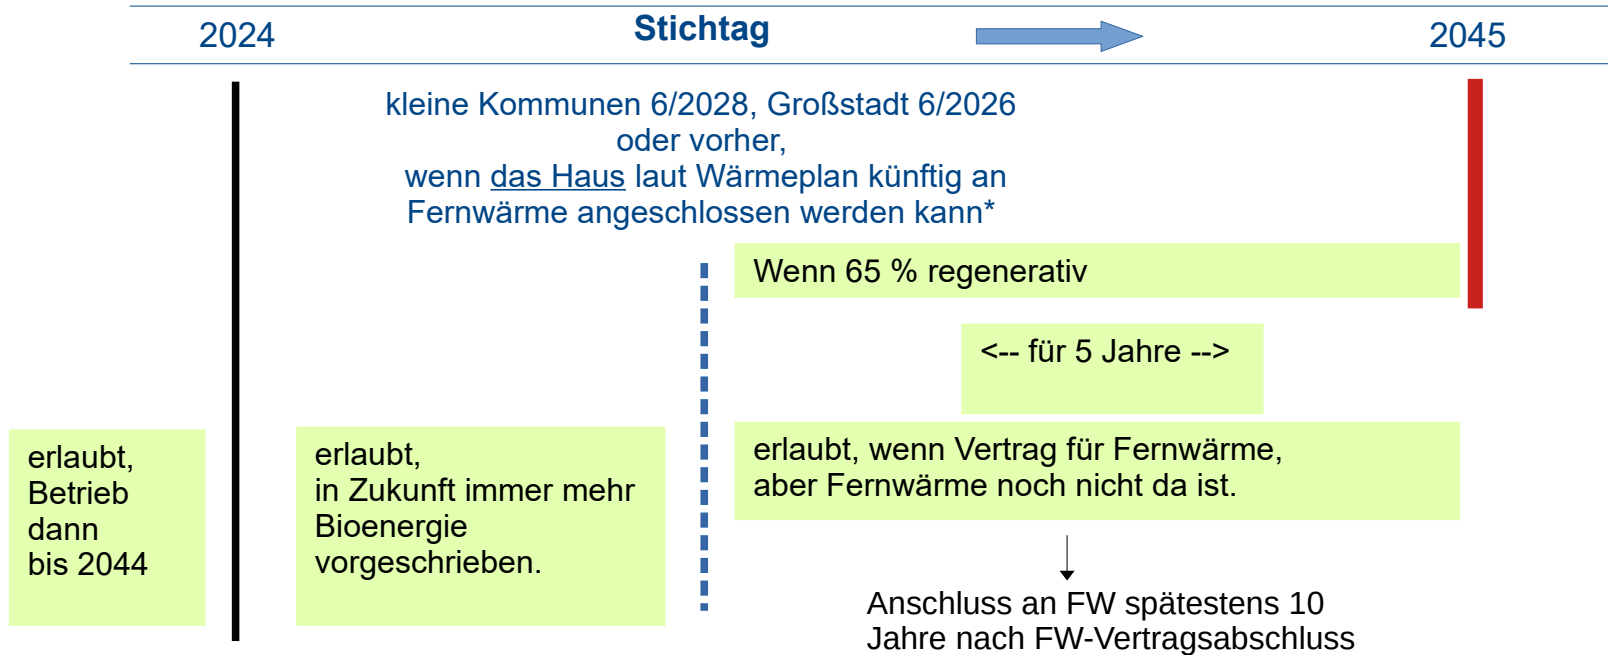 2024
Stichtag
2045
kleine Kommunen 6/2028, Großstadt 6/2026
oder vorher,
wenn das Haus laut Wärmeplan künftig an
Fernwärme angeschlossen werden kann*
Wenn 65 % regenerativ
<-- für 5 Jahre -->
erlaubt,
Betrieb
dann
bis 2044
erlaubt,
in Zukunft immer mehr
Bioenergie
vorgeschrieben.
erlaubt, wenn Vertrag für Fernwärme,
aber Fernwärme noch nicht da ist.
Anschluss an FW spätestens 10
Jahre nach FW-Vertragsabschluss